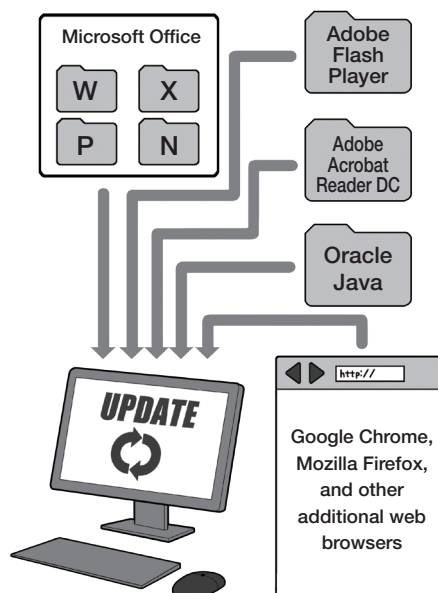 Microsoft Office
W
X
P
N
Adobe
Flash
Player
Adobe
Acrobat
Reader DC
Oracle
Java
UPDATE
http://
Google Chrome,
Mozilla Firefox,
and other
additional web
browsers